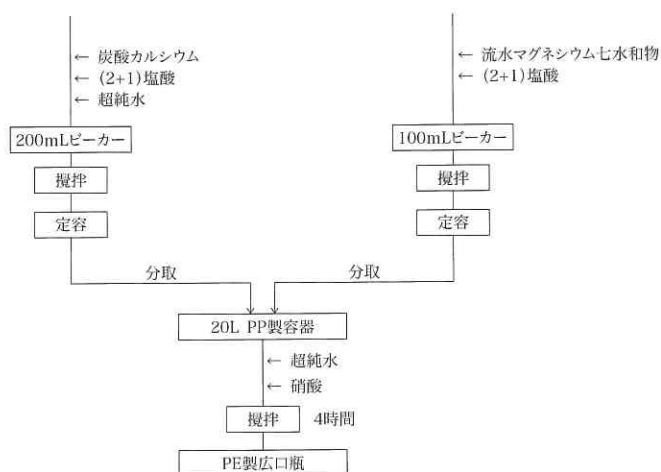 ← 炭酸カルシウム
← (2+1)塩酸
← 超純水
200mLビーカー
攪拌
定容
← 流水マグネシウム七水和物
← (2+1)塩酸
100mLビーカー
攪拌
定容
分取
分取
20L PP製容器
← 超純水
← 硝酸
攪拌 4時間
PE製広口瓶